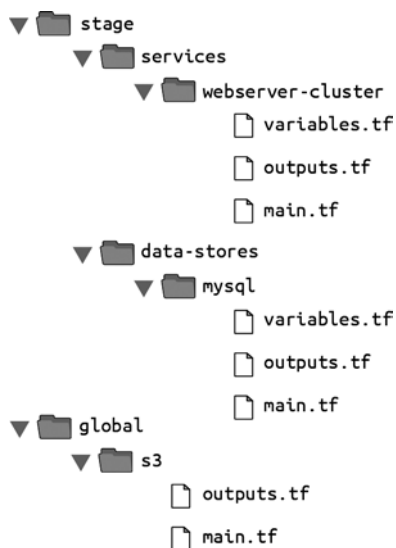 stage
services
webserver-cluster
variables.tf
outputs.tf
main.tf
data-stores
mysql
variables.tf
outputs.tf
main.tf
global
s3
outputs.tf
main.tf